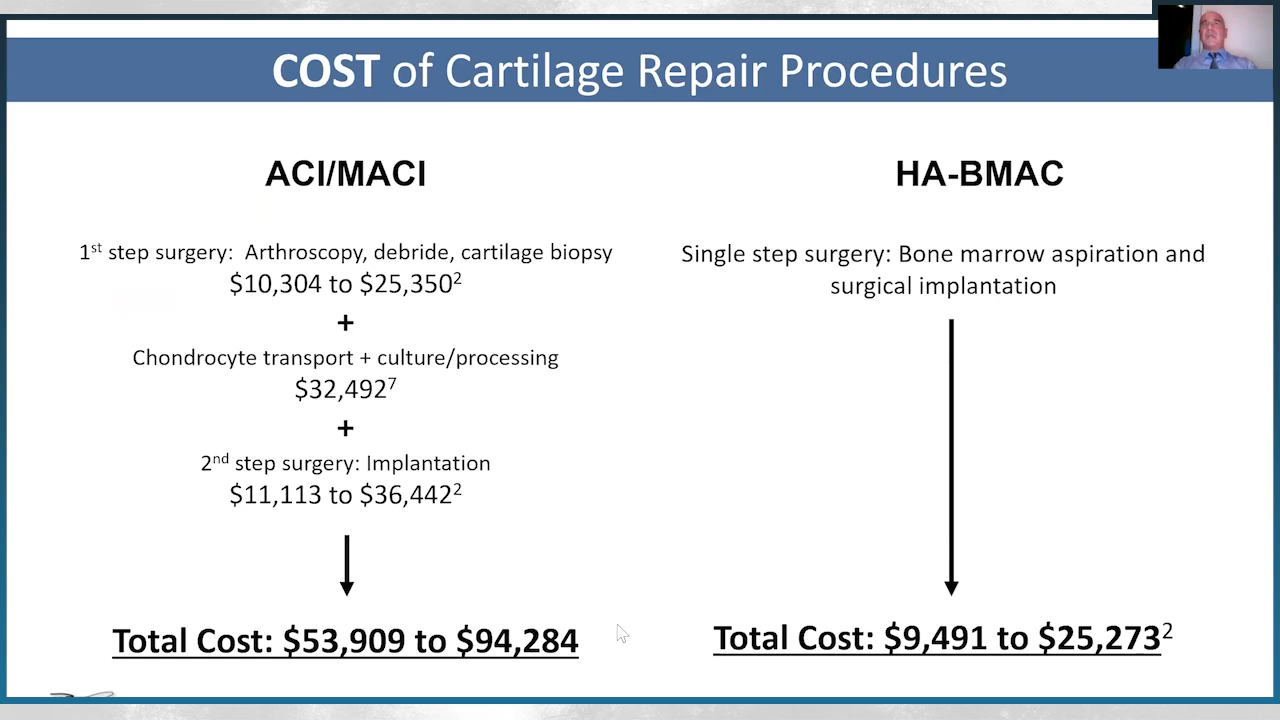 COST of Cartilage Repair Procedures
ACI/MACI
1st step surgery: Arthroscopy, debride, cartilage biopsy
$10,304 to $25,350²
+
Chondrocyte transport + culture/processing
$32,492⁷
+
2nd step surgery: Implantation
$11,113 to $36,442²
Total Cost: $53,909 to $94,284
HA-BMAC
Single step surgery: Bone marrow aspiration and
surgical implantation
Total Cost: $9,491 to $25,273²